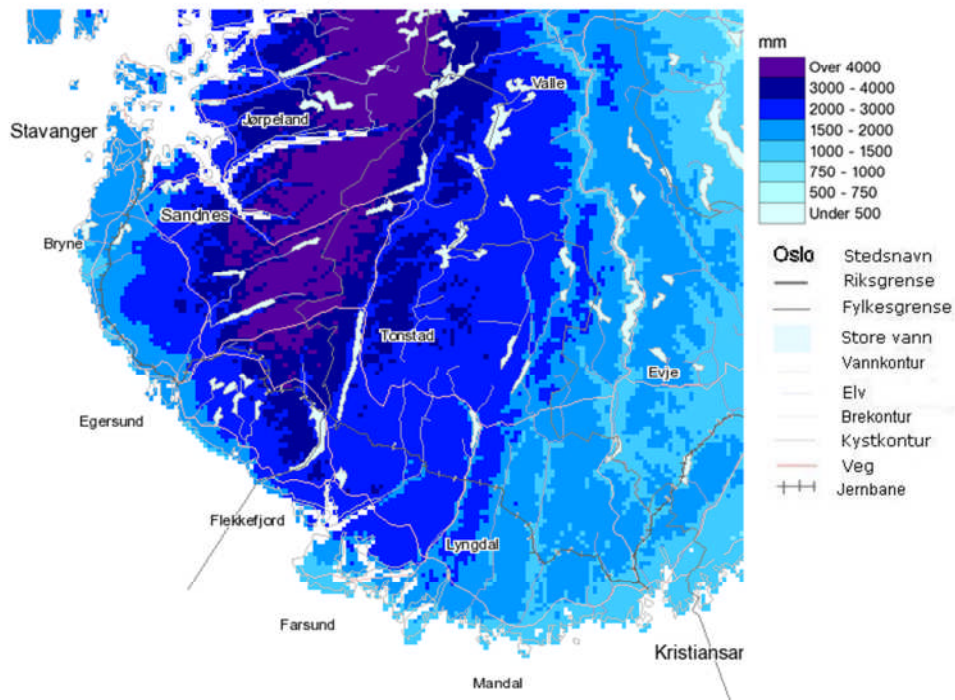 mm
Over 4000
3000 - 4000
2000 - 3000
1500 - 2000
1000 - 1500
750 - 1000
500 - 750
Under 500
Oslo Stedsnavn
Riksgrense
Fylkesgrense
Store vann
Vannkontur
Elv
Brekontur
Kystkontur
Veg
Jernbane
Valle
Jørpeland
Stavanger
Sandnes
Bryne
Tonstad
Evje
Egersund
Flekkefjord
Lyngdal
Farsund
Kristiansar
Mandal